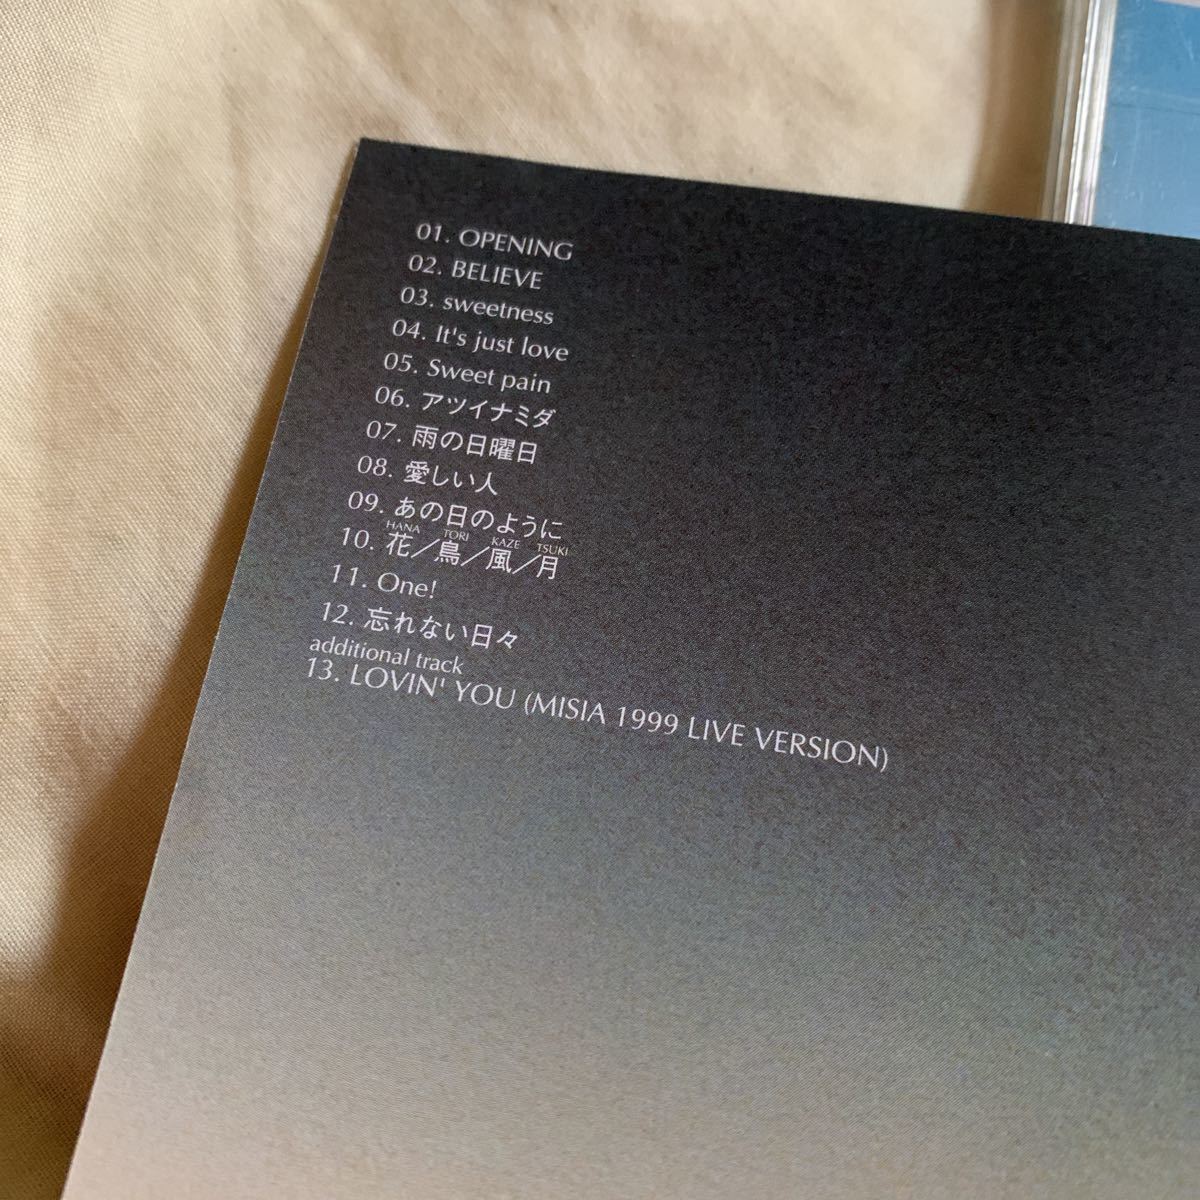 01. OPENING
02. BELIEVE
03. sweetness
04. It's just love
05. Sweet pain
06. アツイナミダ
07. 雨の日曜日
08. 愛しい人
09. あの日のように
HANA TORI KAZE TSUKI
10. 花／鳥／風／月
11. One!
12. 忘れない日々
additional track
13. LOVIN' YOU (MISIA 1999 LIVE VERSION)